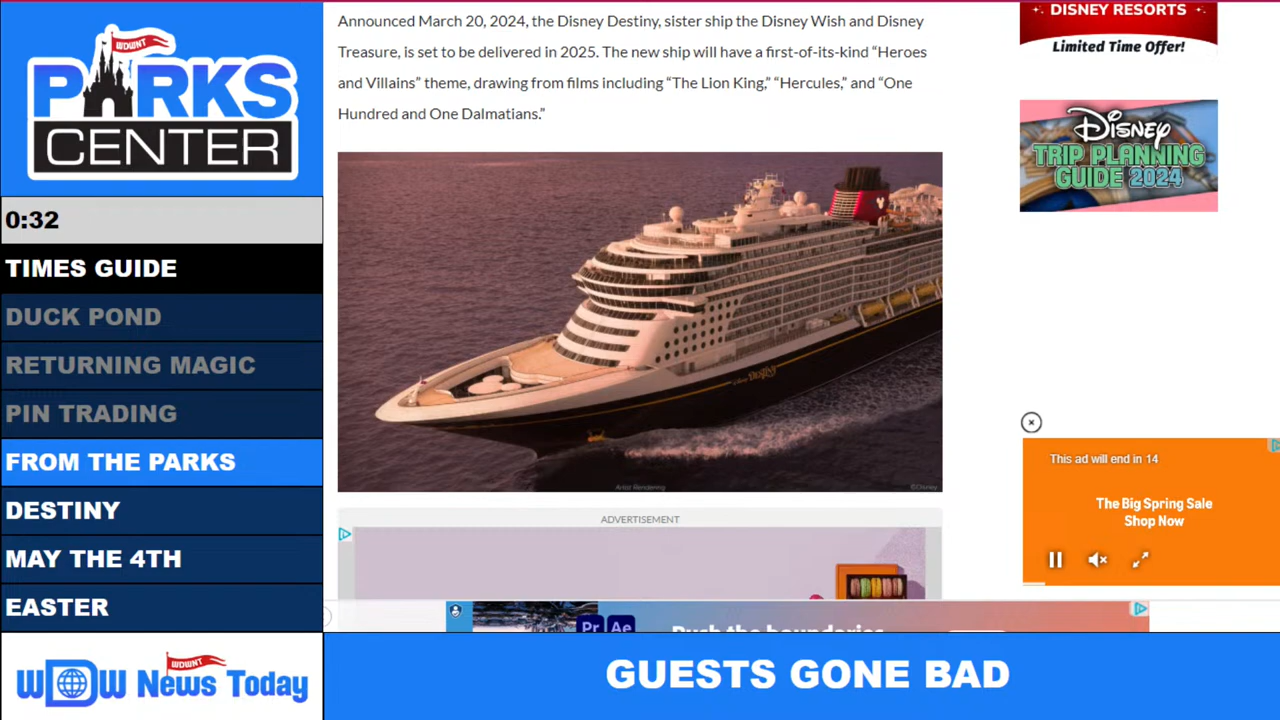 WDWNT
PARKS
CENTER
0:32
TIMES GUIDE
DUCK POND
RETURNING MAGIC
PIN TRADING
FROM THE PARKS
DESTINY
MAY THE 4TH
EASTER
WDWNT
WDW News Today
Announced March 20, 2024, the Disney Destiny, sister ship the Disney Wish and Disney
Treasure, is set to be delivered in 2025. The new ship will have a first-of-its-kind “Heroes
and Villains” theme, drawing from films including “The Lion King,” “Hercules,” and “One
Hundred and One Dalmatians.”
Disney Destiny
Artist Rendering
©Disney
ADVERTISEMENT
Pr Ae
Push the boundaries
DISNEY RESORTS
Limited Time Offer!
Disney
TRIP PLANNING
GUIDE 2024
This ad will end in 14
The Big Spring Sale
Shop Now
GUESTS GONE BAD